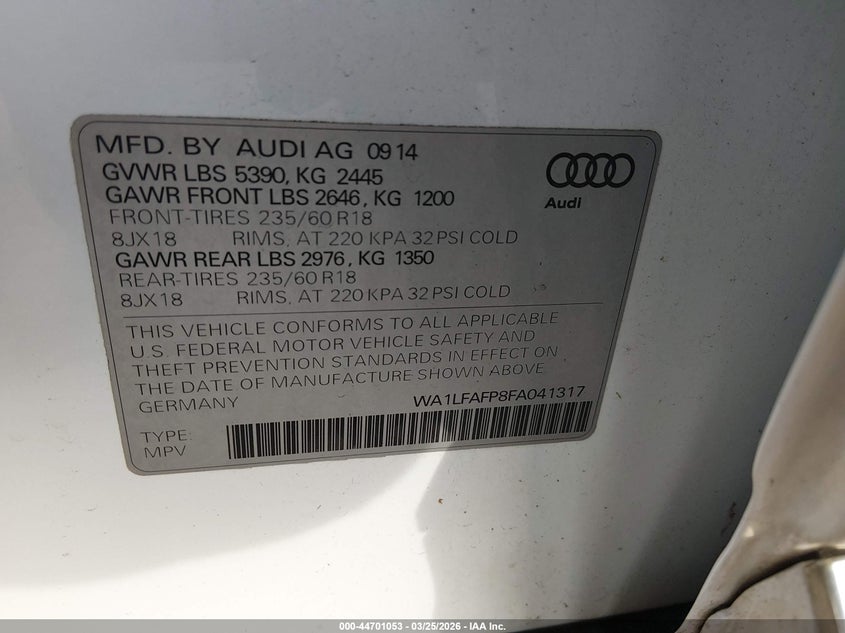 MFD. BY AUDI AG 09 14
GVWR LBS 5390, KG 2445
GAWR FRONT LBS 2646, KG 1200
FRONT-TIRES 235/60 R18
8JX18 RIMS, AT 220 KPA 32 PSI COLD
GAWR REAR LBS 2976, KG 1350
REAR-TIRES 235/60 R18
8JX18 RIMS, AT 220 KPA 32 PSI COLD
Audi
THIS VEHICLE CONFORMS TO ALL APPLICABLE
U.S. FEDERAL MOTOR VEHICLE SAFETY AND
THEFT PREVENTION STANDARDS IN EFFECT ON
THE DATE OF MANUFACTURE SHOWN ABOVE
GERMANY WA1LFAFP8FA041317
TYPE:
MPV
000-44701053 - 03/25/2026 - IAA Inc.